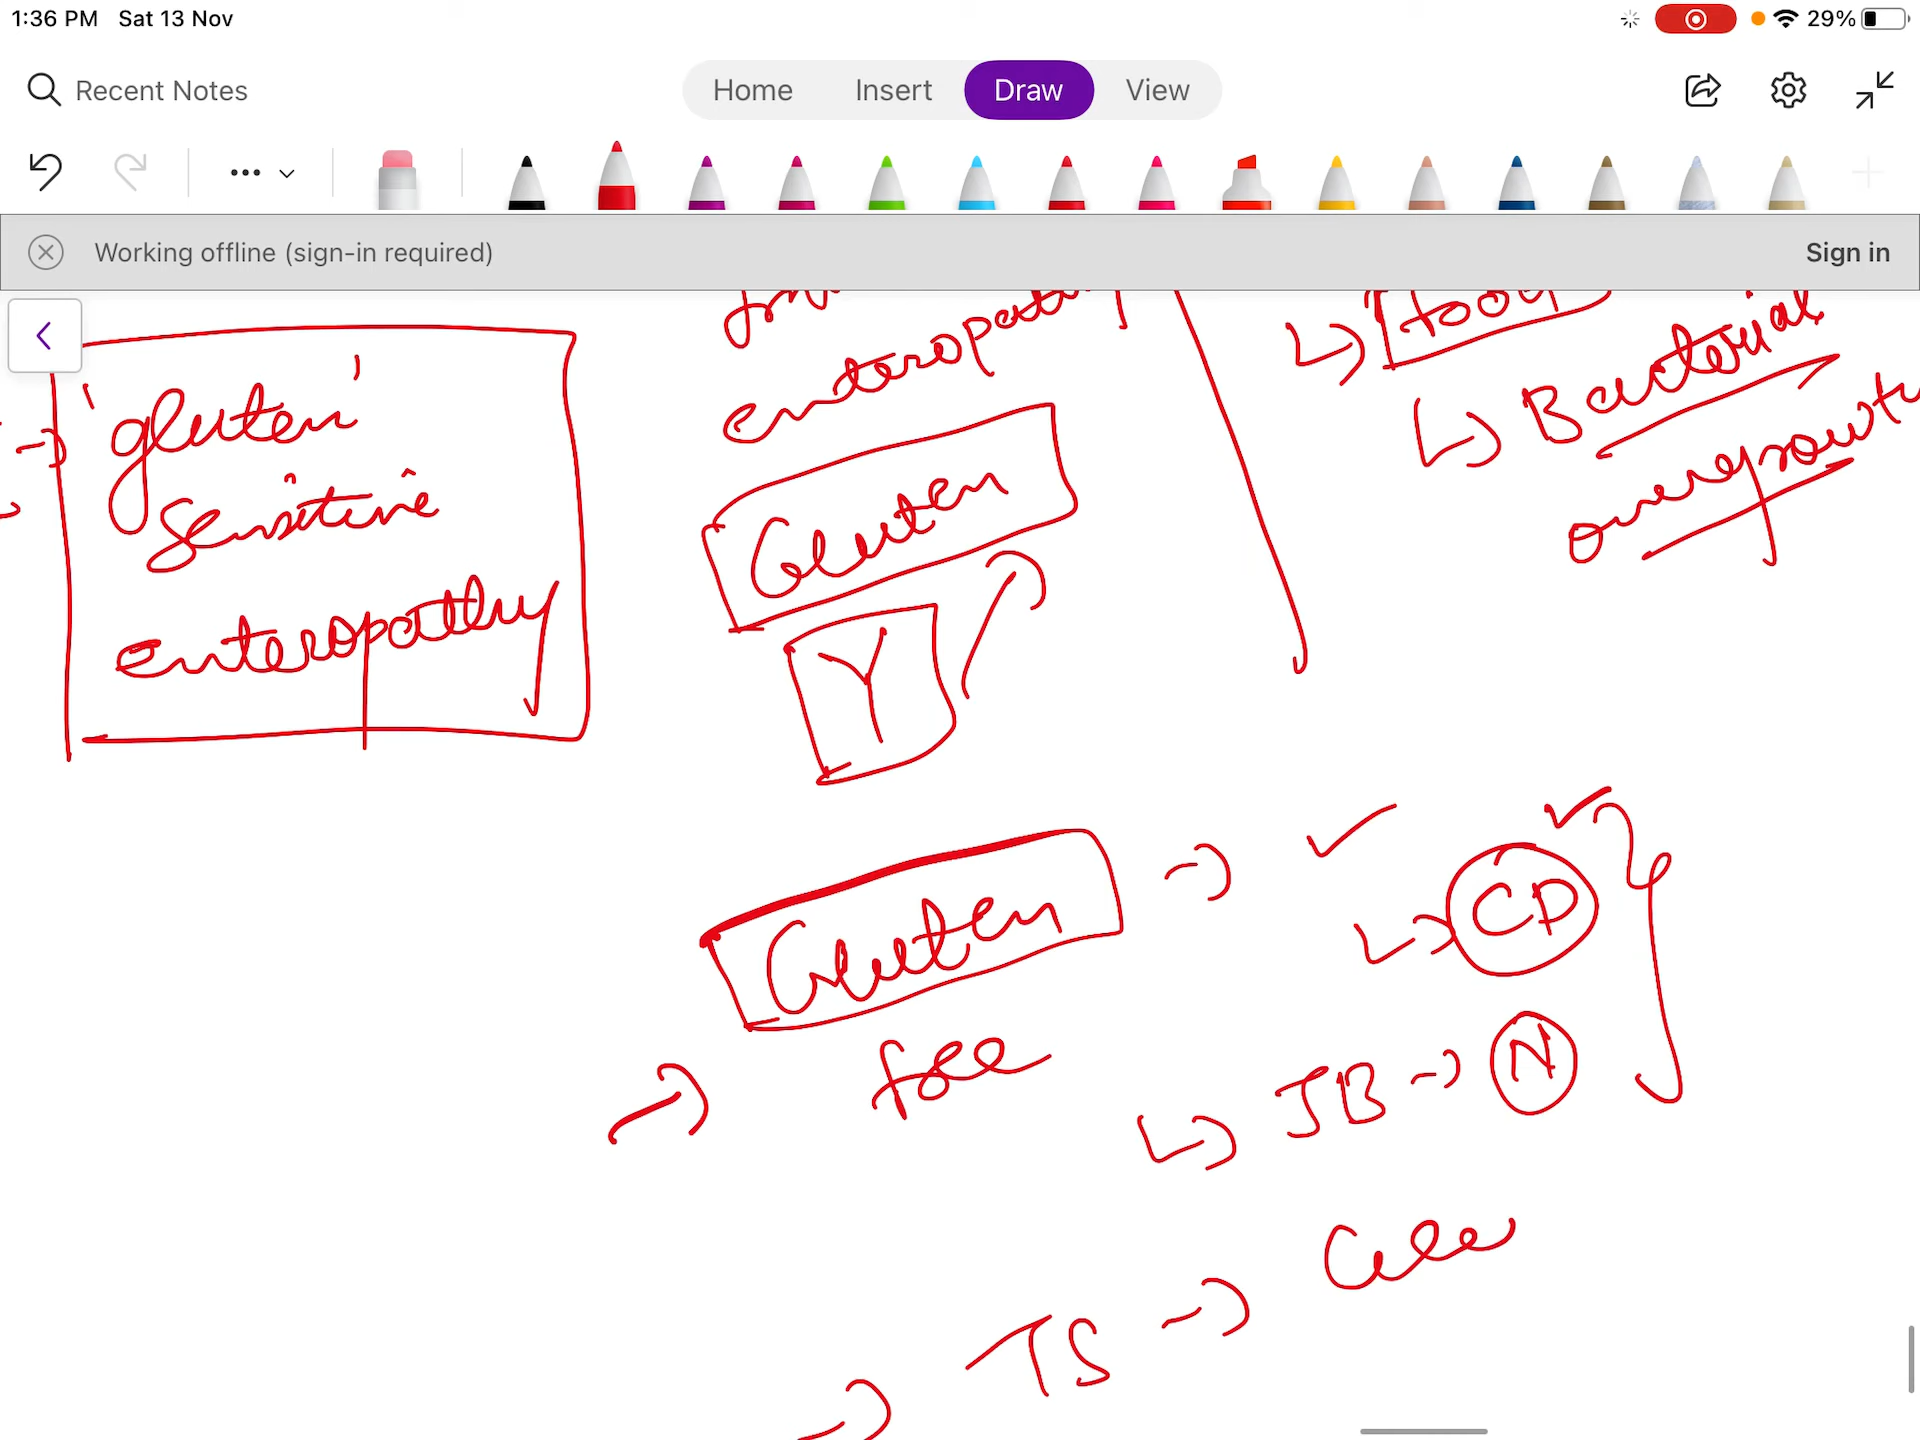 1:36 PM Sat 13 Nov
29%
Recent Notes
Home Insert Draw View
Working offline (sign-in required)
Sign in
'gluten'
sensitive
enteropathy
enteropathy
Gluten
Y
Bacterial
overgrowth
Gluten
free
CD
JB → N
TS →